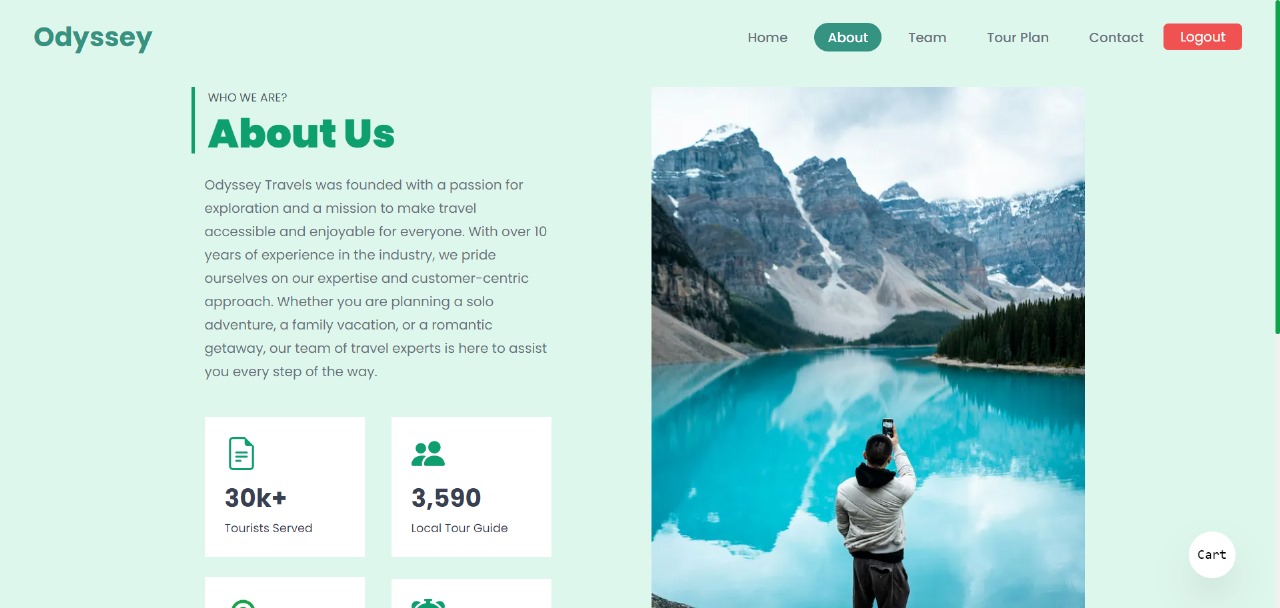 Odyssey
Home
About
Team
Tour Plan
Contact
Logout
WHO WE ARE?
About Us
Odyssey Travels was founded with a passion for
exploration and a mission to make travel
accessible and enjoyable for everyone. With over 10
years of experience in the industry, we pride
ourselves on our expertise and customer-centric
approach. Whether you are planning a solo
adventure, a family vacation, or a romantic
getaway, our team of travel experts is here to assist
you every step of the way.
30k+
Tourists Served
3,590
Local Tour Guide
Cart